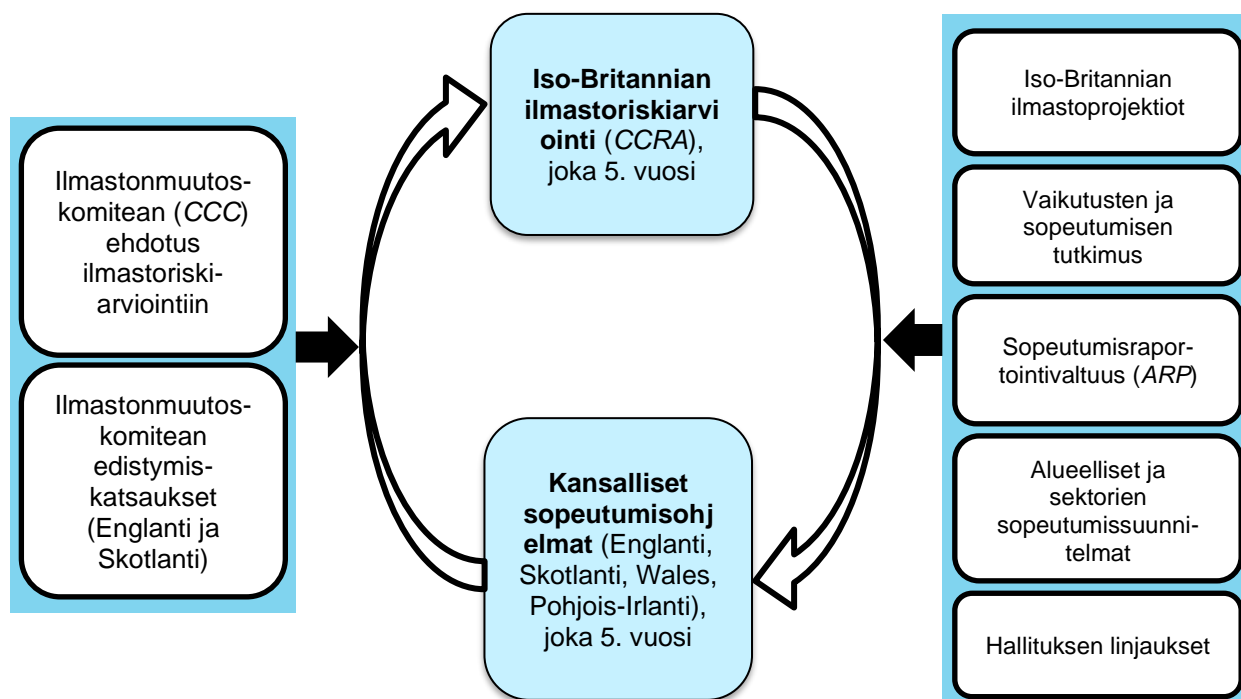 Ilmastonmuutos-
komitean (CCC)
ehdotus
ilmastoriski-
arviointiin
Ilmastonmuutos-
komitean
edistymis-
katsaukset
(Englanti ja
Skotlanti)
Iso-Britannian
ilmastoriskiarvi
ointi (CCRA),
joka 5. vuosi
Kansalliset
sopeutumisohj
elmat (Englanti,
Skotlanti, Wales,
Pohjois-Irlanti),
joka 5. vuosi
Iso-Britannian
ilmastoprojektiot
Vaikutusten ja
sopeutumisen
tutkimus
Sopeutumisrapor-
tointivaltuus (ARP)
Alueelliset ja
sektorien
sopeutumissuunni-
telmat
Hallituksen linjaukset